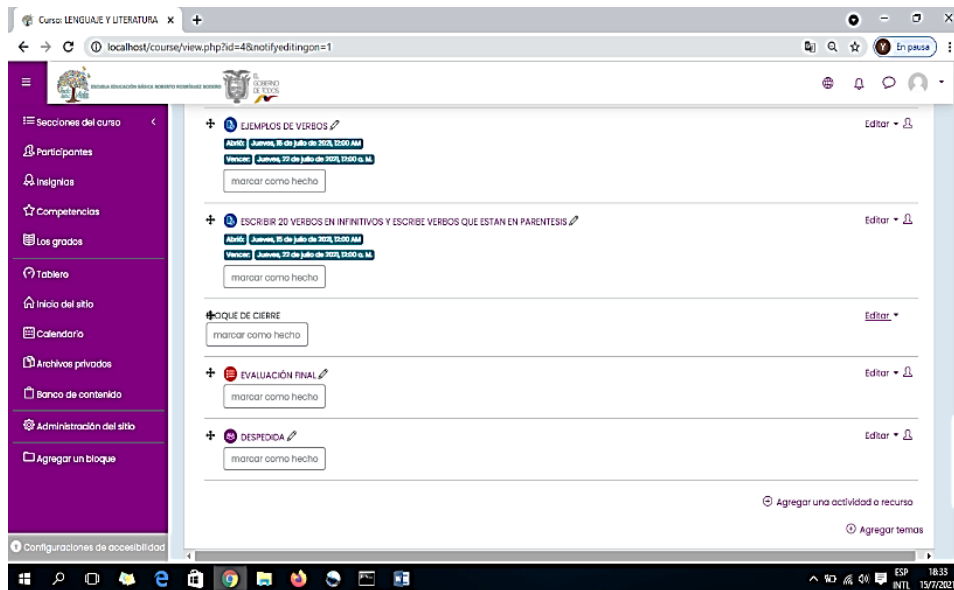 Curso: LENGUAJE Y LITERATURA
localhost/course/view.php?id=4&notifyeditingon=1
En pausa
ESCUELA EDUCACIÓN BÁSICA ROBERTO RODRÍGUEZ
EL GOBIERNO DE TODOS
Secciones del curso
Participantes
Insignias
Competencias
Los grados
Tablero
Inicio del sitio
Calendario
Archivos privados
Banco de contenido
Administración del sitio
Agregar un bloque
Configuraciones de accesibilidad
EJEMPLOS DE VERBOS
Editar
Abrió: Jueves, 15 de julio de 2021, 12:00 AM
Vencer: Jueves, 22 de julio de 2021, 12:00 a. M.
marcar como hecho
ESCRIBIR 20 VERBOS EN INFINITIVOS Y ESCRIBE VERBOS QUE ESTAN EN PARENTESIS
Editar
Abrió: Jueves, 15 de julio de 2021, 12:00 AM
Vencer: Jueves, 22 de julio de 2021, 12:00 a. M.
marcar como hecho
OQUE DE CIERRE
Editar
marcar como hecho
EVALUACIÓN FINAL
Editar
marcar como hecho
DESPEDIDA
Editar
marcar como hecho
Agregar una actividad o recurso
Agregar temas
ESP
INTL
18:33
15/7/2021